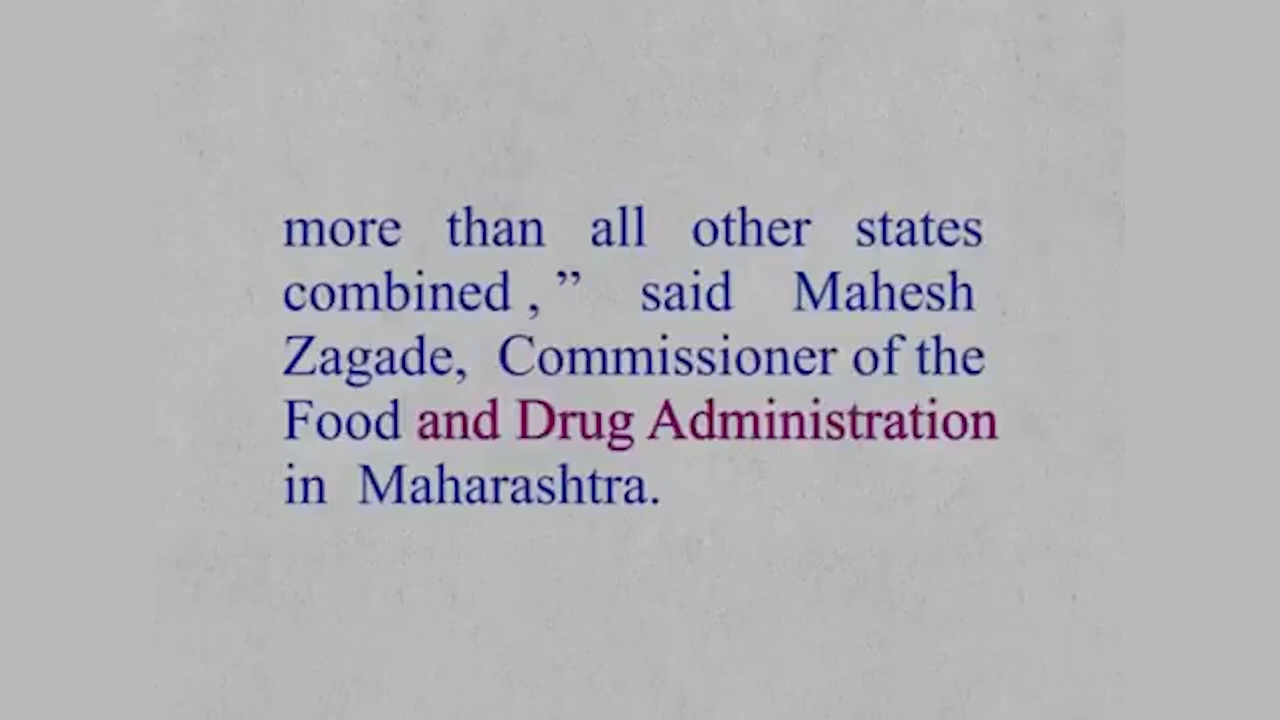 more than all other states
combined , ” said Mahesh
Zagade, Commissioner of the
Food and Drug Administration
in Maharashtra.